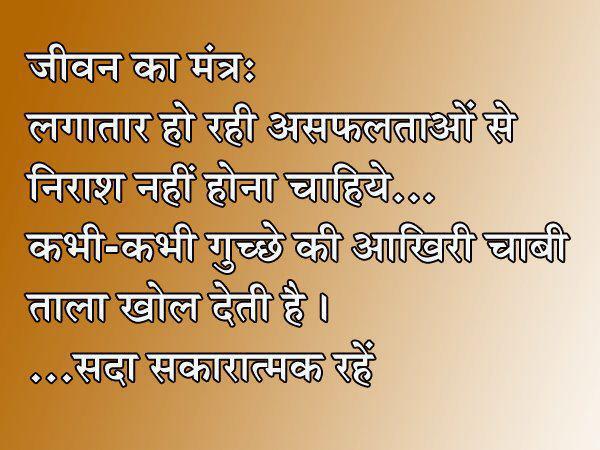 जीवन का मंत्र:
लगातार हो रही असफलताओं से
निराश नहीं होना चाहिये...
कभी-कभी गुच्छे की आखिरी चाबी
ताला खोल देती है ।
...सदा सकारात्मक रहें